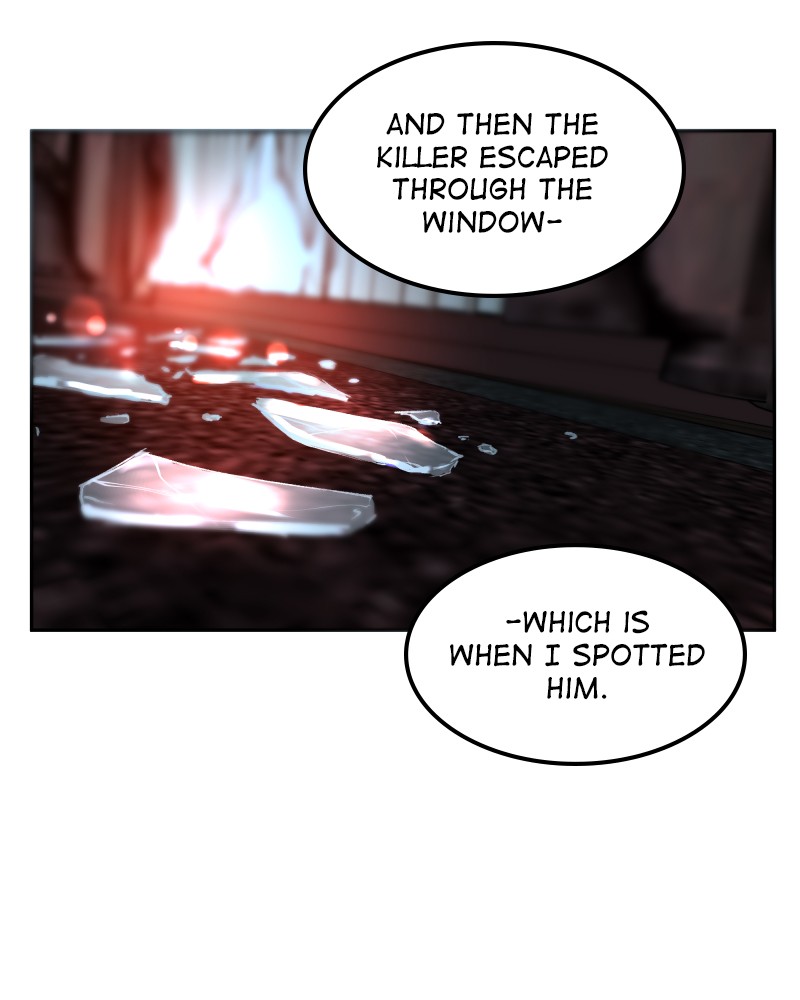 AND THEN THE
KILLER ESCAPED
THROUGH THE
WINDOW-
-WHICH IS
WHEN I SPOTTED
HIM.